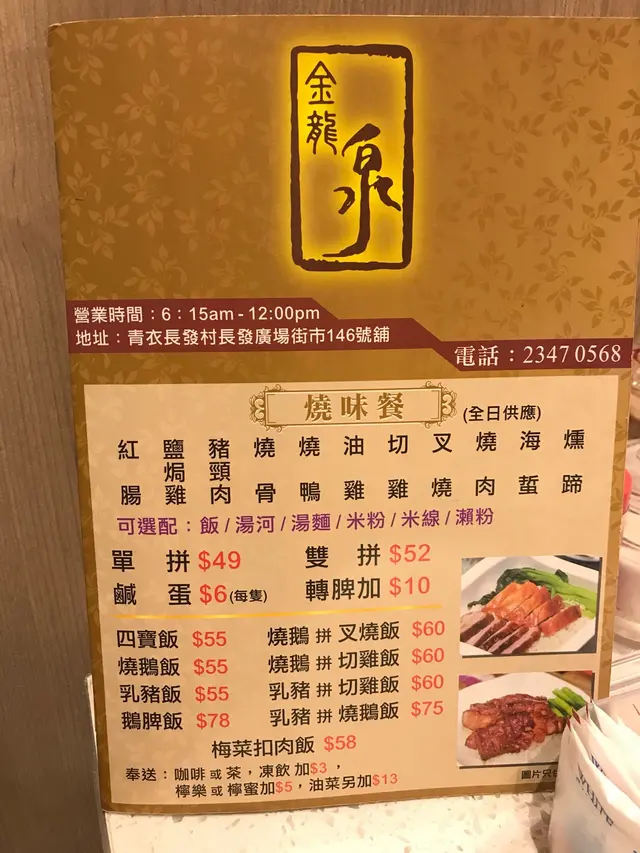 金龍泉
營業時間：6：15am - 12:00pm
地址：青衣長發村長發廣場街市146號舖
電話：2347 0568
燒味餐 (全日供應)
紅腸
鹽焗雞
豬頸肉
燒骨
燒鴨
油雞
切雞
叉燒
燒肉
海蜇
燻蹄
可選配：飯/湯河/湯麵/米粉/米線/瀨粉
單拼 $49 雙拼 $52
鹹蛋 $6 (每隻) 轉脾加 $10
四寶飯 $55 燒鵝 拼 叉燒飯 $60
燒鵝飯 $55 燒鵝 拼 切雞飯 $60
乳豬飯 $55 乳豬 拼 切雞飯 $60
鵝脾飯 $78 乳豬 拼 燒鵝飯 $75
梅菜扣肉飯 $58
奉送：咖啡 或 茶，凍飲 加$3，
檸樂 或 檸蜜加$5，油菜另加$13
圖片只